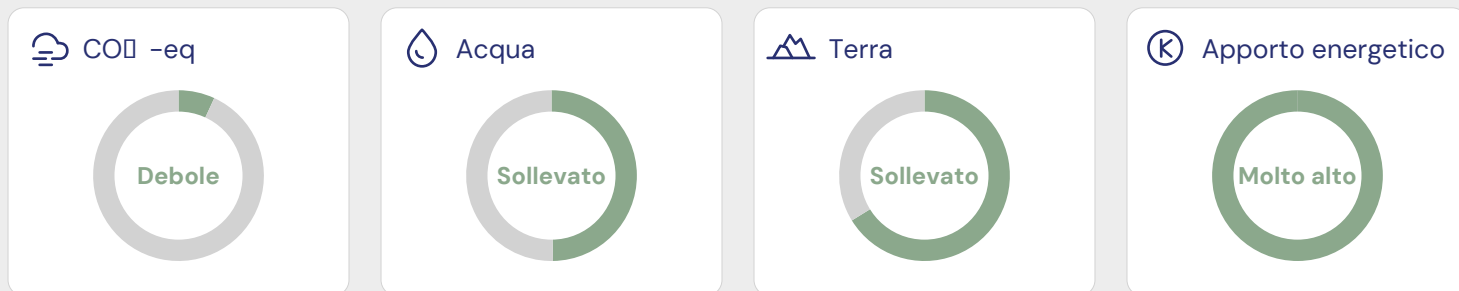 CO▯ -eq
Acqua
Terra
Apporto energetico
Debole
Sollevato
Sollevato
Molto alto